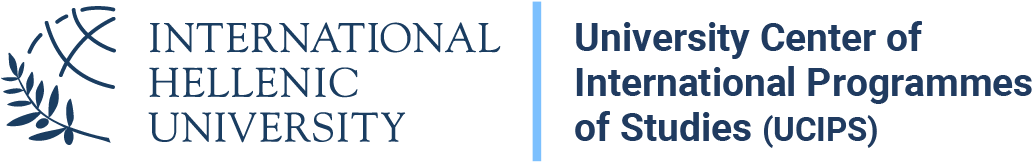 INTERNATIONAL
HELLENIC
UNIVERSITY
University Center of
International Programmes
of Studies (UCIPS)